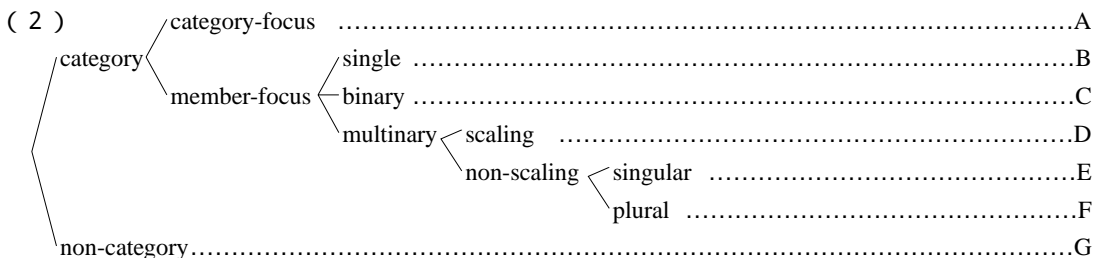 (2) category-focus ........ A
category single ........ B
member-focus binary ........ C
multinary scaling ........ D
non-scaling singular ........ E
plural ........ F
non-category ........ G